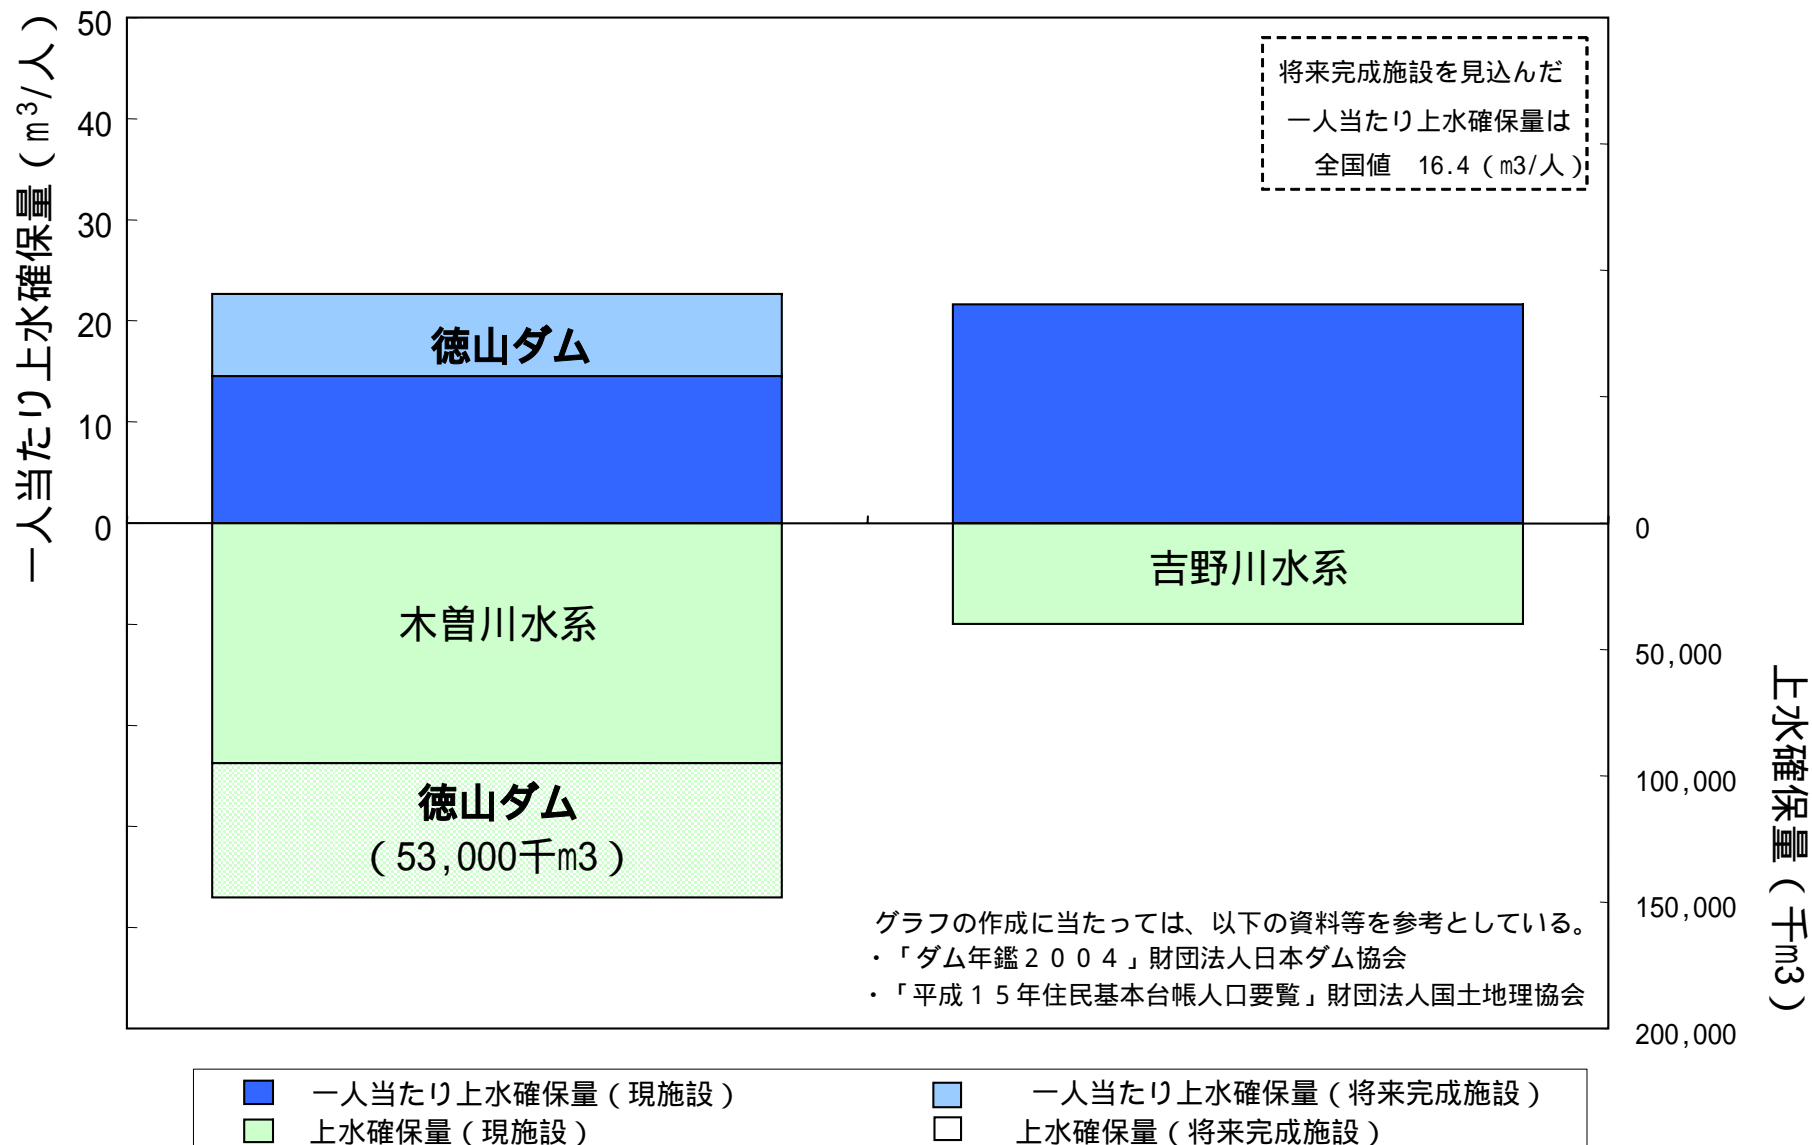 一人当たり上水確保量（m³/人）
50
40
30
20
10
0
将来完成施設を見込んだ
一人当たり上水確保量は
全国値　16.4（m3/人）
徳山ダム
木曽川水系
徳山ダム
（53,000千m3）
吉野川水系
0
50,000
100,000
150,000
200,000
上水確保量（千m3）
グラフの作成に当たっては、以下の資料等を参考としている。
・「ダム年鑑２００４」財団法人日本ダム協会
・「平成１５年住民基本台帳人口要覧」財団法人国土地理協会
一人当たり上水確保量（現施設）
一人当たり上水確保量（将来完成施設）
上水確保量（現施設）
上水確保量（将来完成施設）